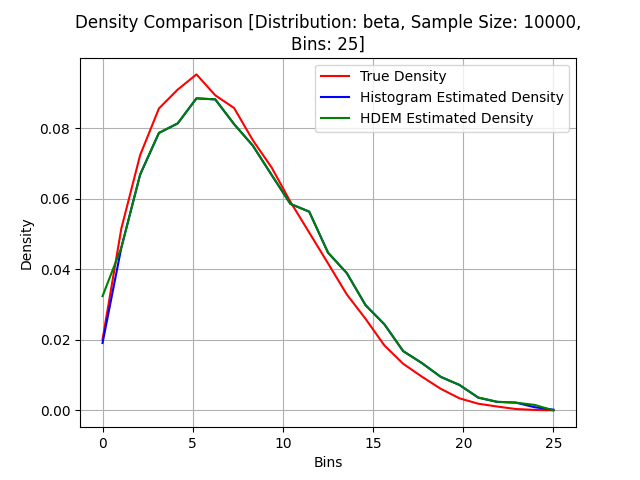 Density Comparison [Distribution: beta, Sample Size: 10000,
Bins: 25]
True Density
Histogram Estimated Density
HDEM Estimated Density
Density
0.08
0.06
0.04
0.02
0.00
0 5 10 15 20 25
Bins